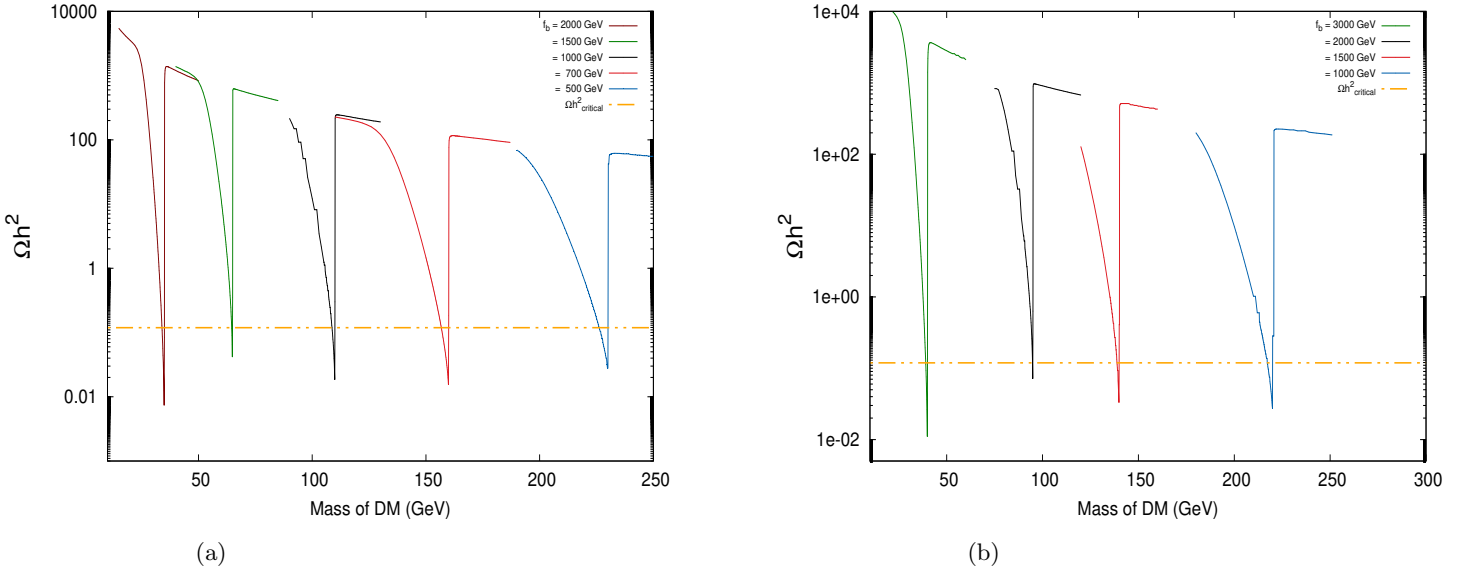 10000
100
1
0.01
Ωh²
50
100
150
200
250
Mass of DM (GeV)
f_b = 2000 GeV
= 1500 GeV
= 1000 GeV
= 700 GeV
= 500 GeV
Ωh²critical
(a)
1e+04
1e+02
1e+00
1e-02
Ωh²
50
100
150
200
250
300
Mass of DM (GeV)
f_b = 3000 GeV
= 2000 GeV
= 1500 GeV
= 1000 GeV
Ωh²critical
(b)